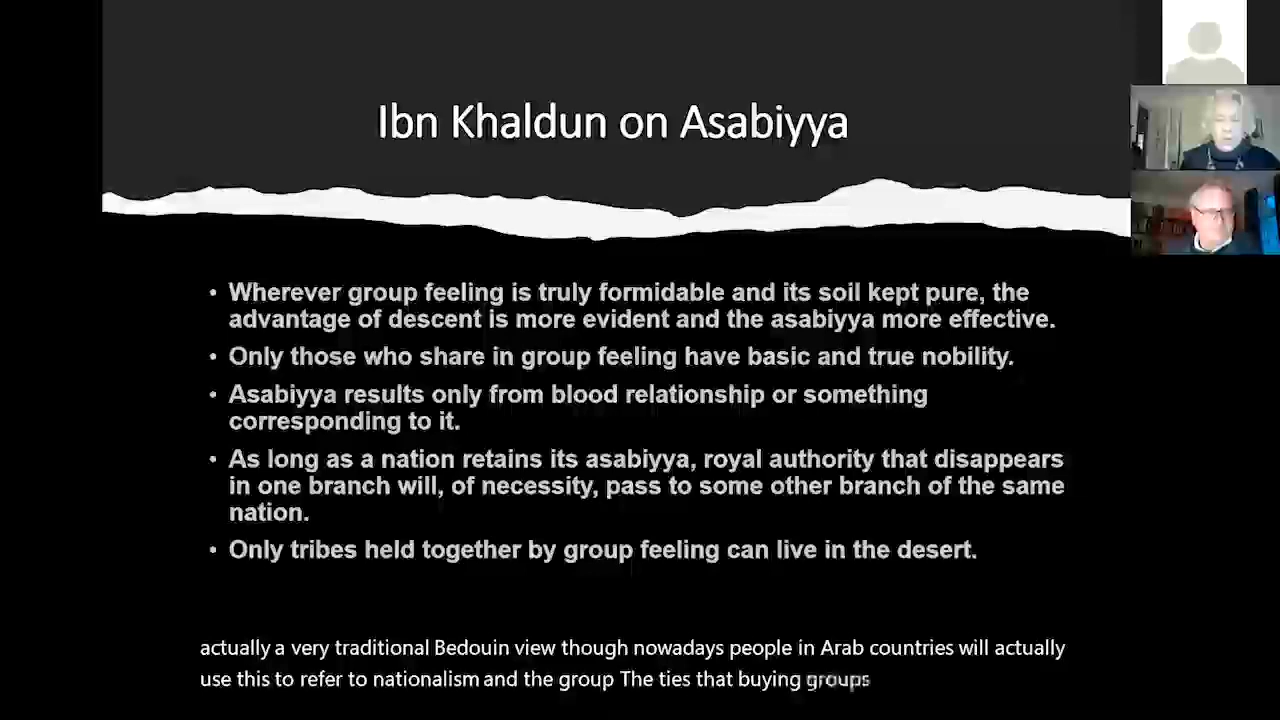 Ibn Khaldun on Asabiyya
• Wherever group feeling is truly formidable and its soil kept pure, the
advantage of descent is more evident and the asabiyya more effective.
• Only those who share in group feeling have basic and true nobility.
• Asabiyya results only from blood relationship or something
corresponding to it.
• As long as a nation retains its asabiyya, royal authority that disappears
in one branch will, of necessity, pass to some other branch of the same
nation.
• Only tribes held together by group feeling can live in the desert.
actually a very traditional Bedouin view though nowadays people in Arab countries will actually
use this to refer to nationalism and the group The ties that buying groups